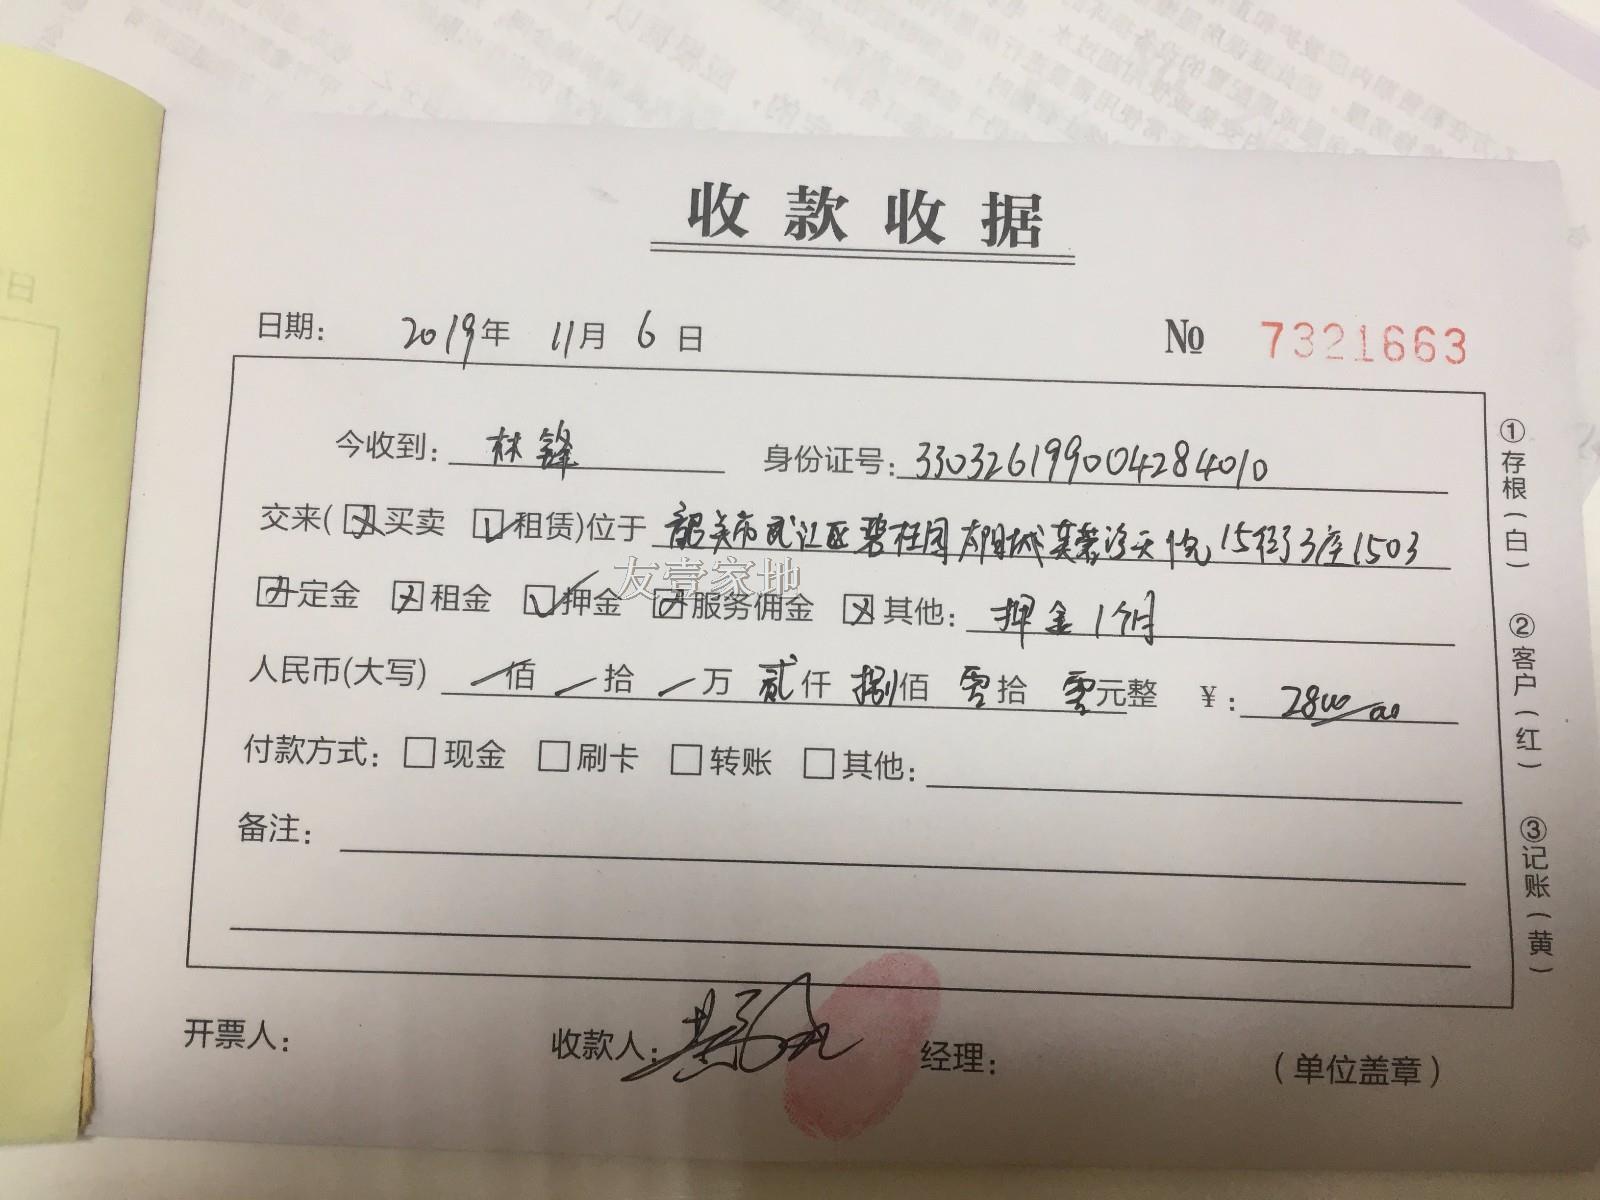 收款收据
日期： 2019年 11月 6日 № 7321663
今收到：林锋 身份证号：330326199004284010
交来(☒买卖 ☑租赁)位于 韶关市武江区碧桂园太阳城芙蓉湾天院15街3座1503
友壹家地
☒定金 ☒租金 ☑押金 ☒服务佣金 ☒其他：押金1个月
人民币(大写) /佰 /拾 /万 贰仟 捌佰 零拾 零元整 ￥：2800/00
付款方式：□现金 □刷卡 □转账 □其他：
备注：
开票人： 收款人： 经理： （单位盖章）
①存根（白） ②客户（红） ③记账（黄）